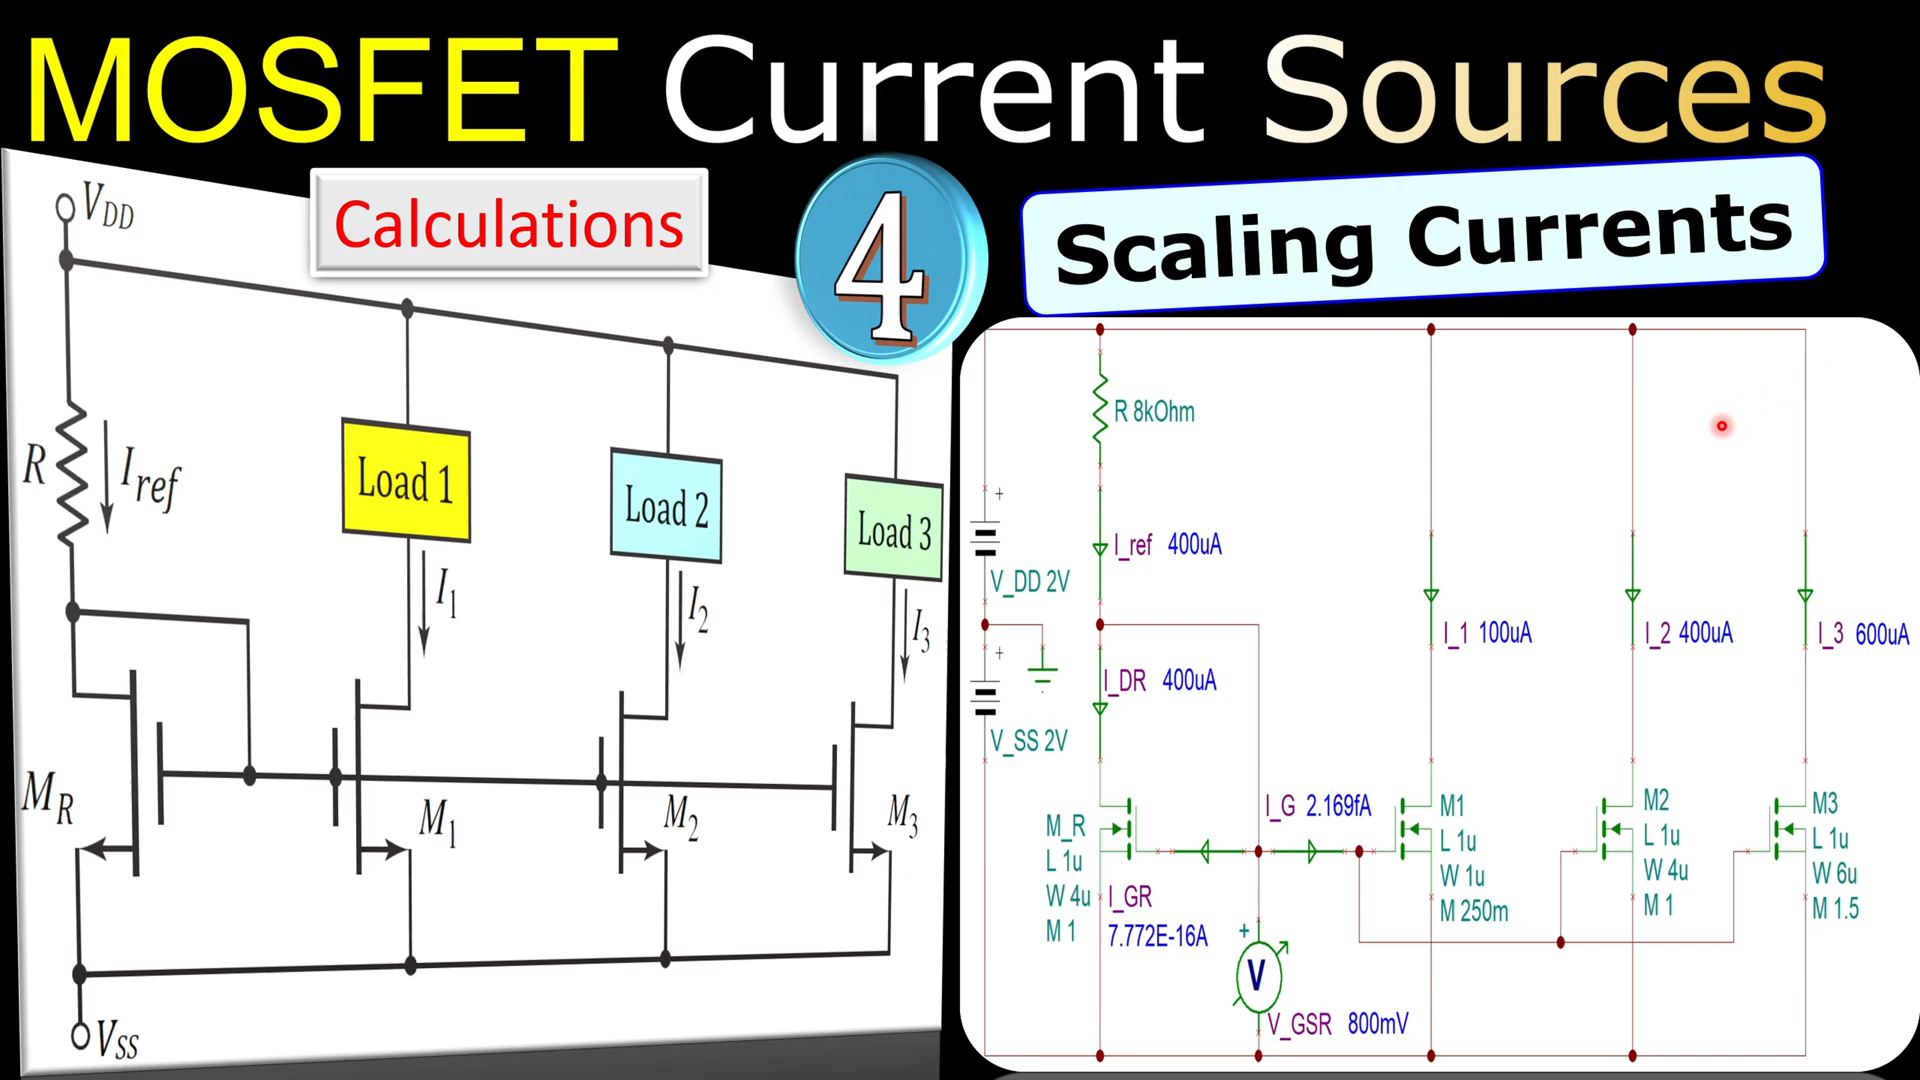 MOSFET Current Sources
Calculations
4
Scaling Currents
V_DD
R
I_ref
Load 1
Load 2
Load 3
I_1
I_2
I_3
M_R
M_1
M_2
M_3
V_SS
R 8kOhm
I_ref 400uA
+
V_DD 2V
+
V_SS 2V
I_DR 400uA
I_1 100uA
I_2 400uA
I_3 600uA
M_R
L 1u
W 4u
M 1
I_GR
7.772E-16A
I_G 2.169fA
M1
L 1u
W 1u
M 250m
M2
L 1u
W 4u
M 1
M3
L 1u
W 6u
M 1.5
+
V
V_GSR 800mV